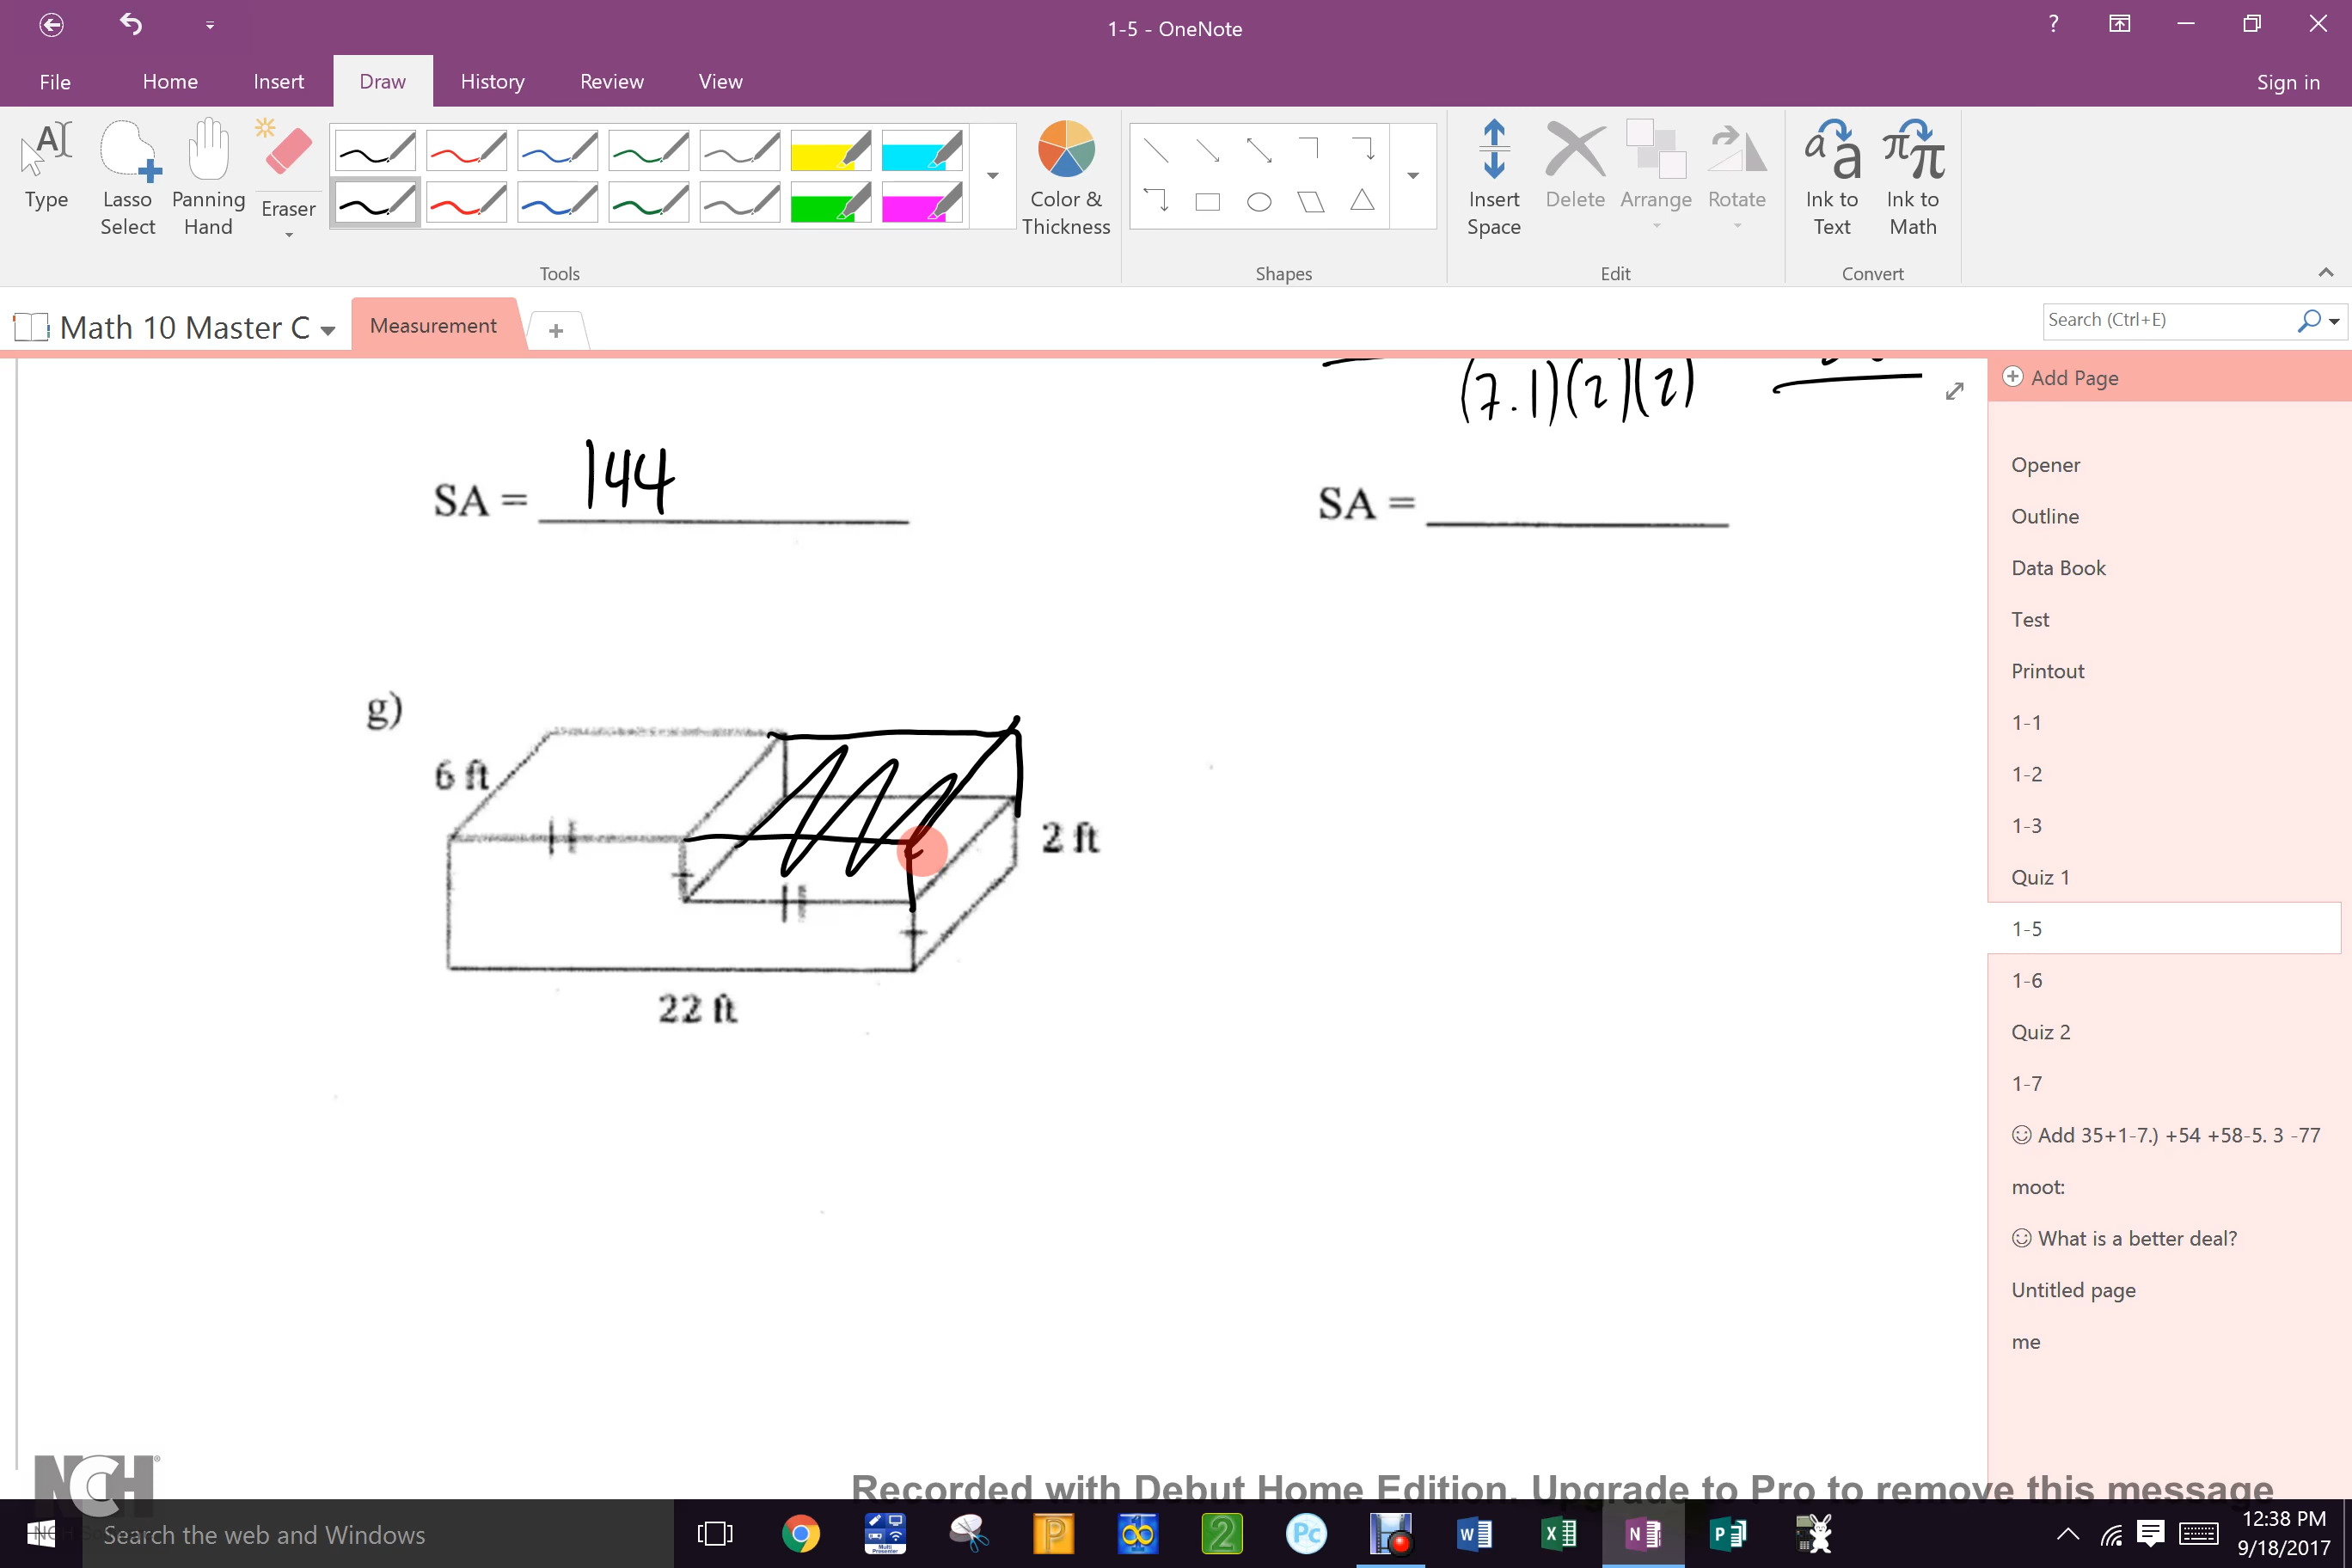 1-5 - OneNote
?
File Home Insert Draw History Review View Sign in
Type
Lasso Select
Panning Hand
Eraser
Color & Thickness
Insert Space
Delete
Arrange
Rotate
Ink to Text
Ink to Math
Tools
Shapes
Edit
Convert
Math 10 Master C
Measurement
Search (Ctrl+E)
Add Page
(7.1)(2)(2)
SA = 144
SA =
g)
6 ft
2 ft
22 ft
Opener
Outline
Data Book
Test
Printout
1-1
1-2
1-3
Quiz 1
1-5
1-6
Quiz 2
1-7
Add 35+1-7.) +54 +58-5. 3 -77
moot:
What is a better deal?
Untitled page
me
NCH
Recorded with Debut Home Edition. Upgrade to Pro to remove this message
Search the web and Windows
12:38 PM
9/18/2017